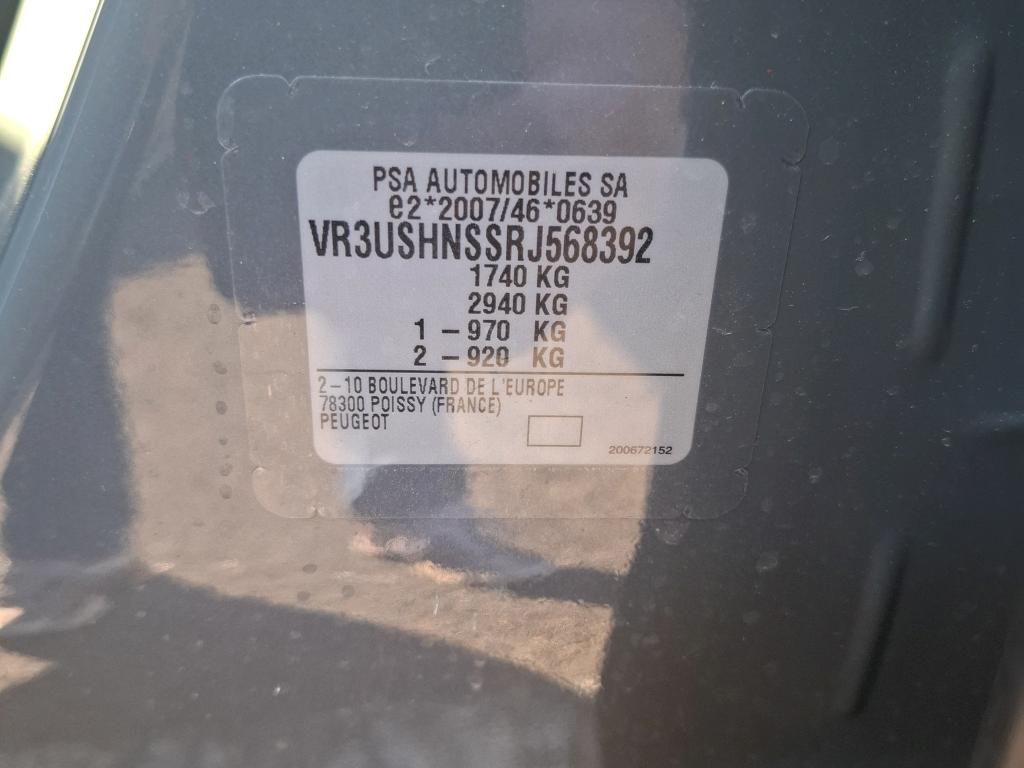 PSA AUTOMOBILES SA
e2*2007/46*0639
VR3USHNSSRJ568392
1740 KG
2940 KG
1 - 970 KG
2 - 920 KG
2-10 BOULEVARD DE L'EUROPE
78300 POISSY (FRANCE)
PEUGEOT
200672152